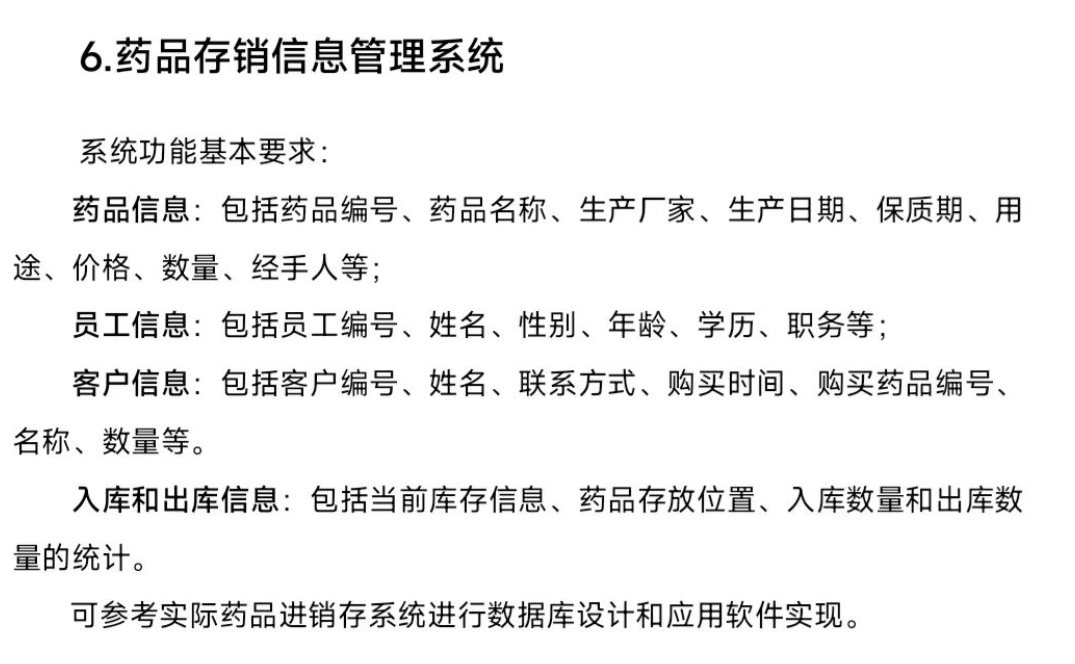 6.药品存销信息管理系统
系统功能基本要求：
药品信息：包括药品编号、药品名称、生产厂家、生产日期、保质期、用
途、价格、数量、经手人等；
员工信息：包括员工编号、姓名、性别、年龄、学历、职务等；
客户信息：包括客户编号、姓名、联系方式、购买时间、购买药品编号、
名称、数量等。
入库和出库信息：包括当前库存信息、药品存放位置、入库数量和出库数
量的统计。
可参考实际药品进销存系统进行数据库设计和应用软件实现。